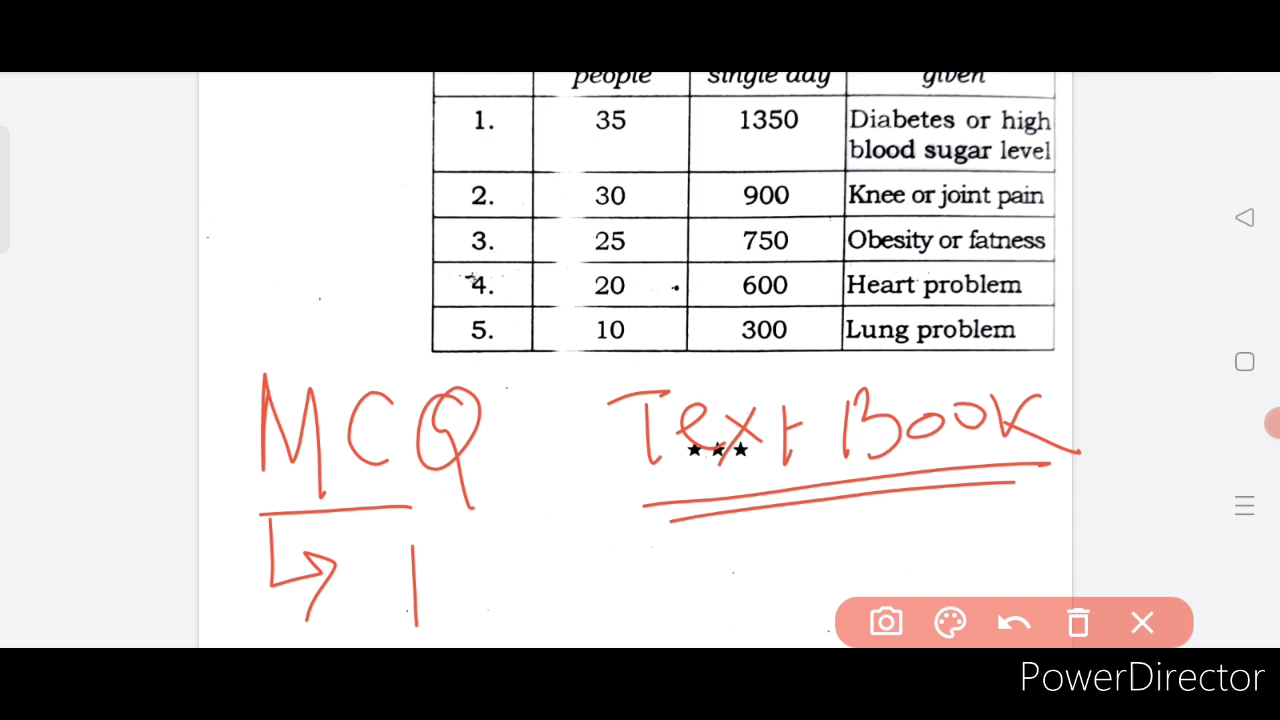 people single day given
1. 35 1350 Diabetes or high
blood sugar level
2. 30 900 Knee or joint pain
3. 25 750 Obesity or fatness
4. 20 600 Heart problem
5. 10 300 Lung problem
MCQ Text Book
★★★
1
PowerDirector